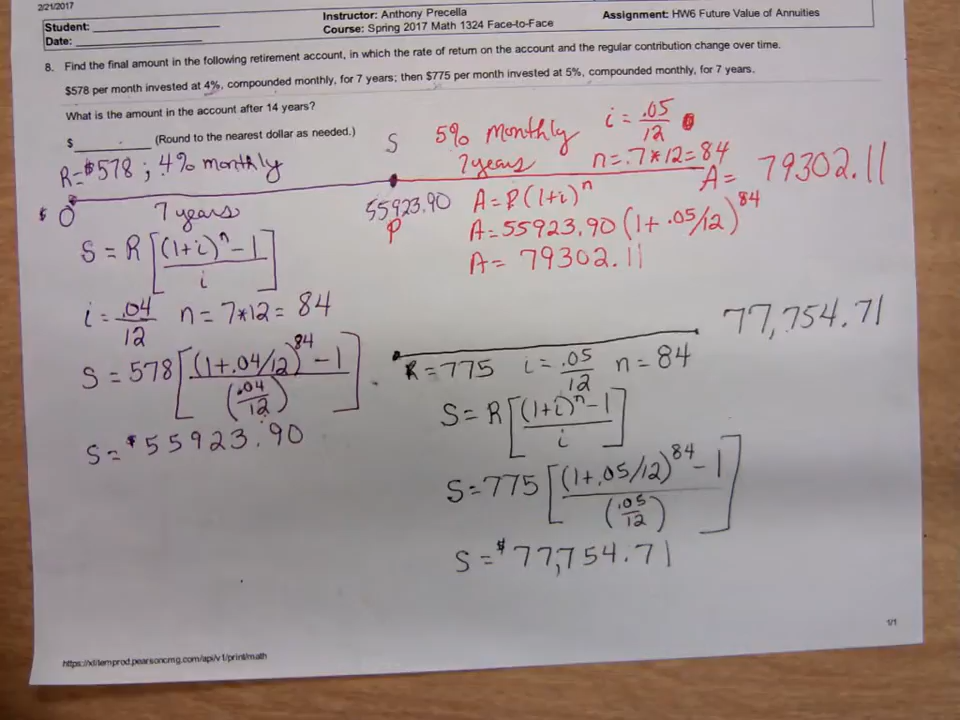 2/21/2017
Student:
Date:
Instructor: Anthony Precella
Course: Spring 2017 Math 1324 Face-to-Face
Assignment: HW6 Future Value of Annuities
8. Find the final amount in the following retirement account, in which the rate of return on the account and the regular contribution change over time.
$578 per month invested at 4%, compounded monthly, for 7 years; then $775 per month invested at 5%, compounded monthly, for 7 years.
What is the amount in the account after 14 years?
$ (Round to the nearest dollar as needed.)
R=$578 ; 4% monthly
$ 0
7 years
S = R[((1+i)^n - 1)/i]
i = .04/12 n = 7*12 = 84
S = 578[((1+.04/12)^84 - 1)/(.04/12)]
S = $55923.90
S
5% monthly
7 years
i = .05/12
n = .7*12 = 84
55923.90
P
A = P(1+i)^n
A = 55923.90(1+.05/12)^84
A = 79302.11
A = 79302.11
77,754.71
R = 775 i = .05/12 n = 84
S = R[((1+i)^n - 1)/i]
S = 775[((1+.05/12)^84 - 1)/(.05/12)]
S = $77,754.71
1/1
https://xlitemprod.pearsoncmg.com/api/v1/print/math